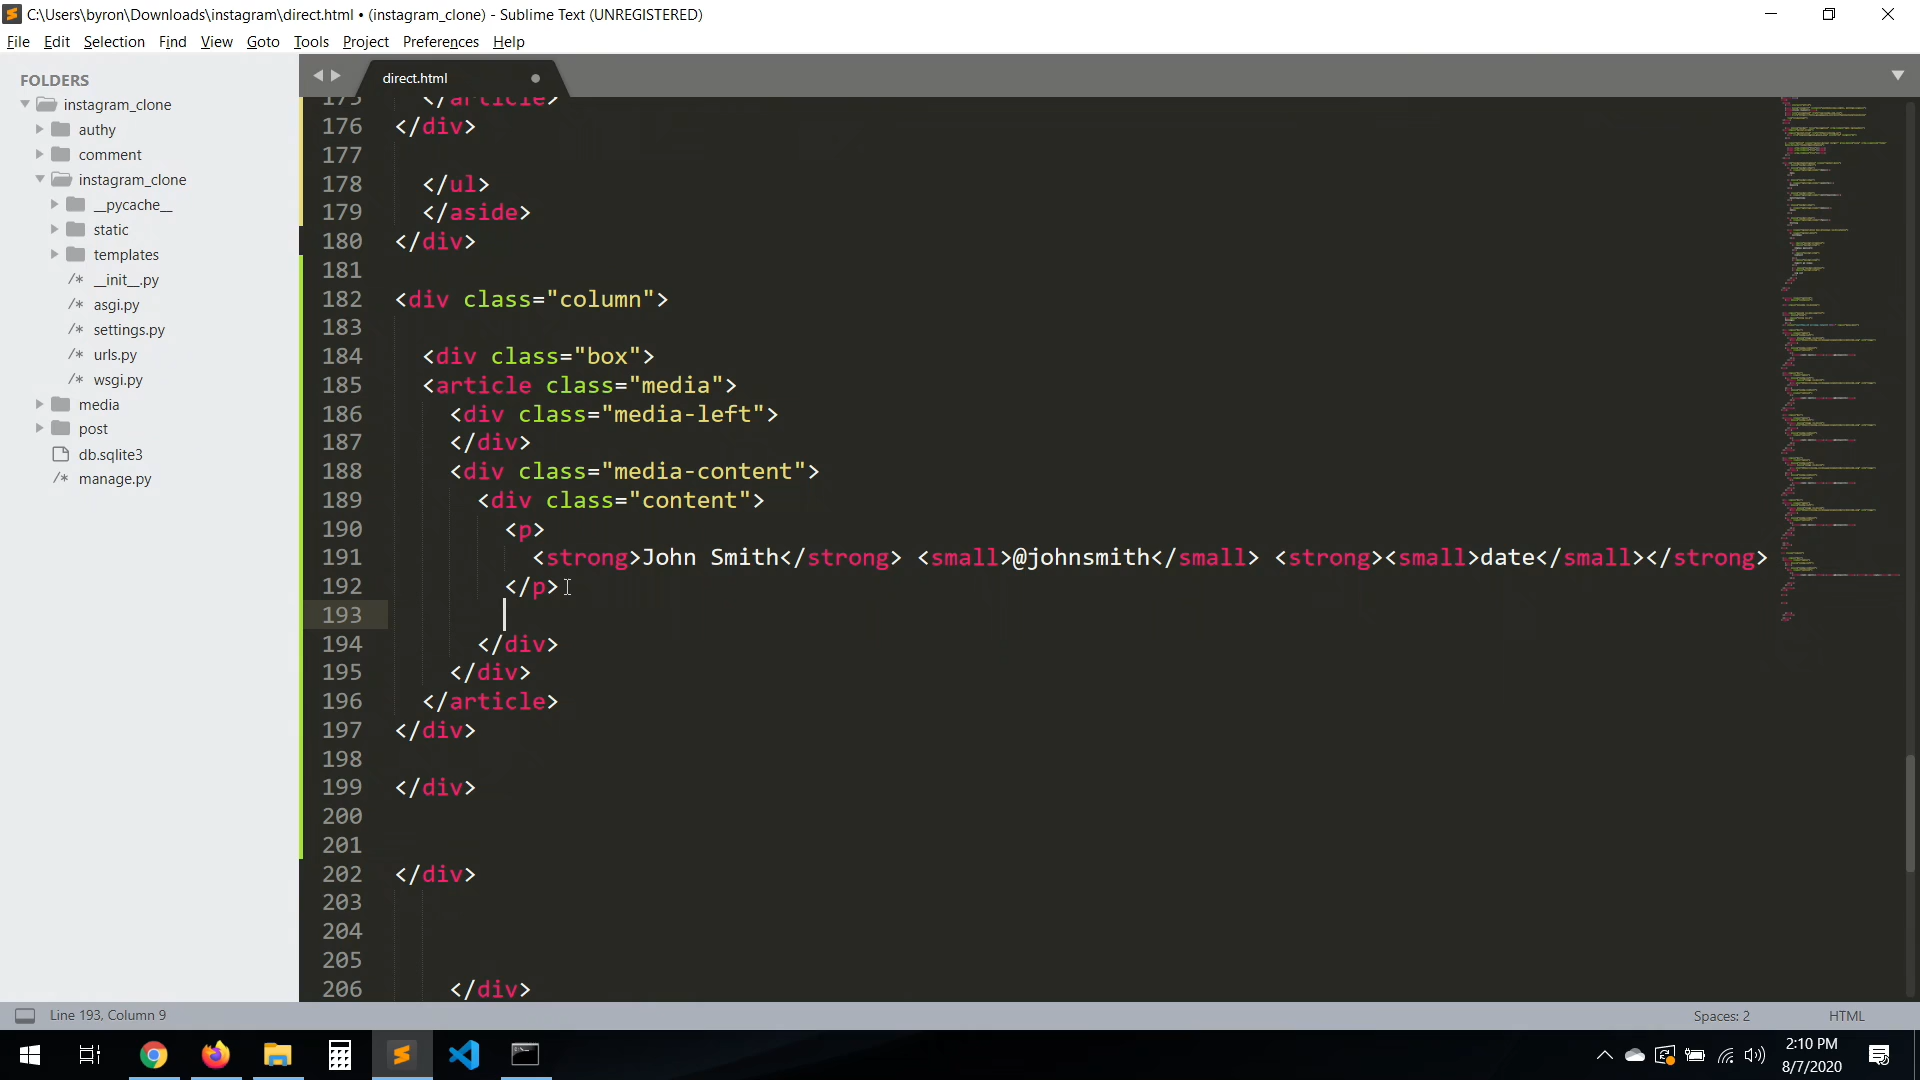 C:\Users\byron\Downloads\instagram\direct.html • (instagram_clone) - Sublime Text (UNREGISTERED)
File Edit Selection Find View Goto Tools Project Preferences Help
FOLDERS
instagram_clone
authy
comment
instagram_clone
__pycache__
static
templates
/* __init__.py
/* asgi.py
/* settings.py
/* urls.py
/* wsgi.py
media
post
db.sqlite3
/* manage.py
direct.html
175 </article>
176 </div>
177
178 </ul>
179 </aside>
180 </div>
181
182 <div class="column">
183
184 <div class="box">
185 <article class="media">
186 <div class="media-left">
187 </div>
188 <div class="media-content">
189 <div class="content">
190 <p>
191 <strong>John Smith</strong> <small>@johnsmith</small> <strong><small>date</small></strong>
192 </p>
193
194 </div>
195 </div>
196 </article>
197 </div>
198
199 </div>
200
201
202 </div>
203
204
205
206 </div>
Line 193, Column 9
Spaces: 2
HTML
2:10 PM
8/7/2020